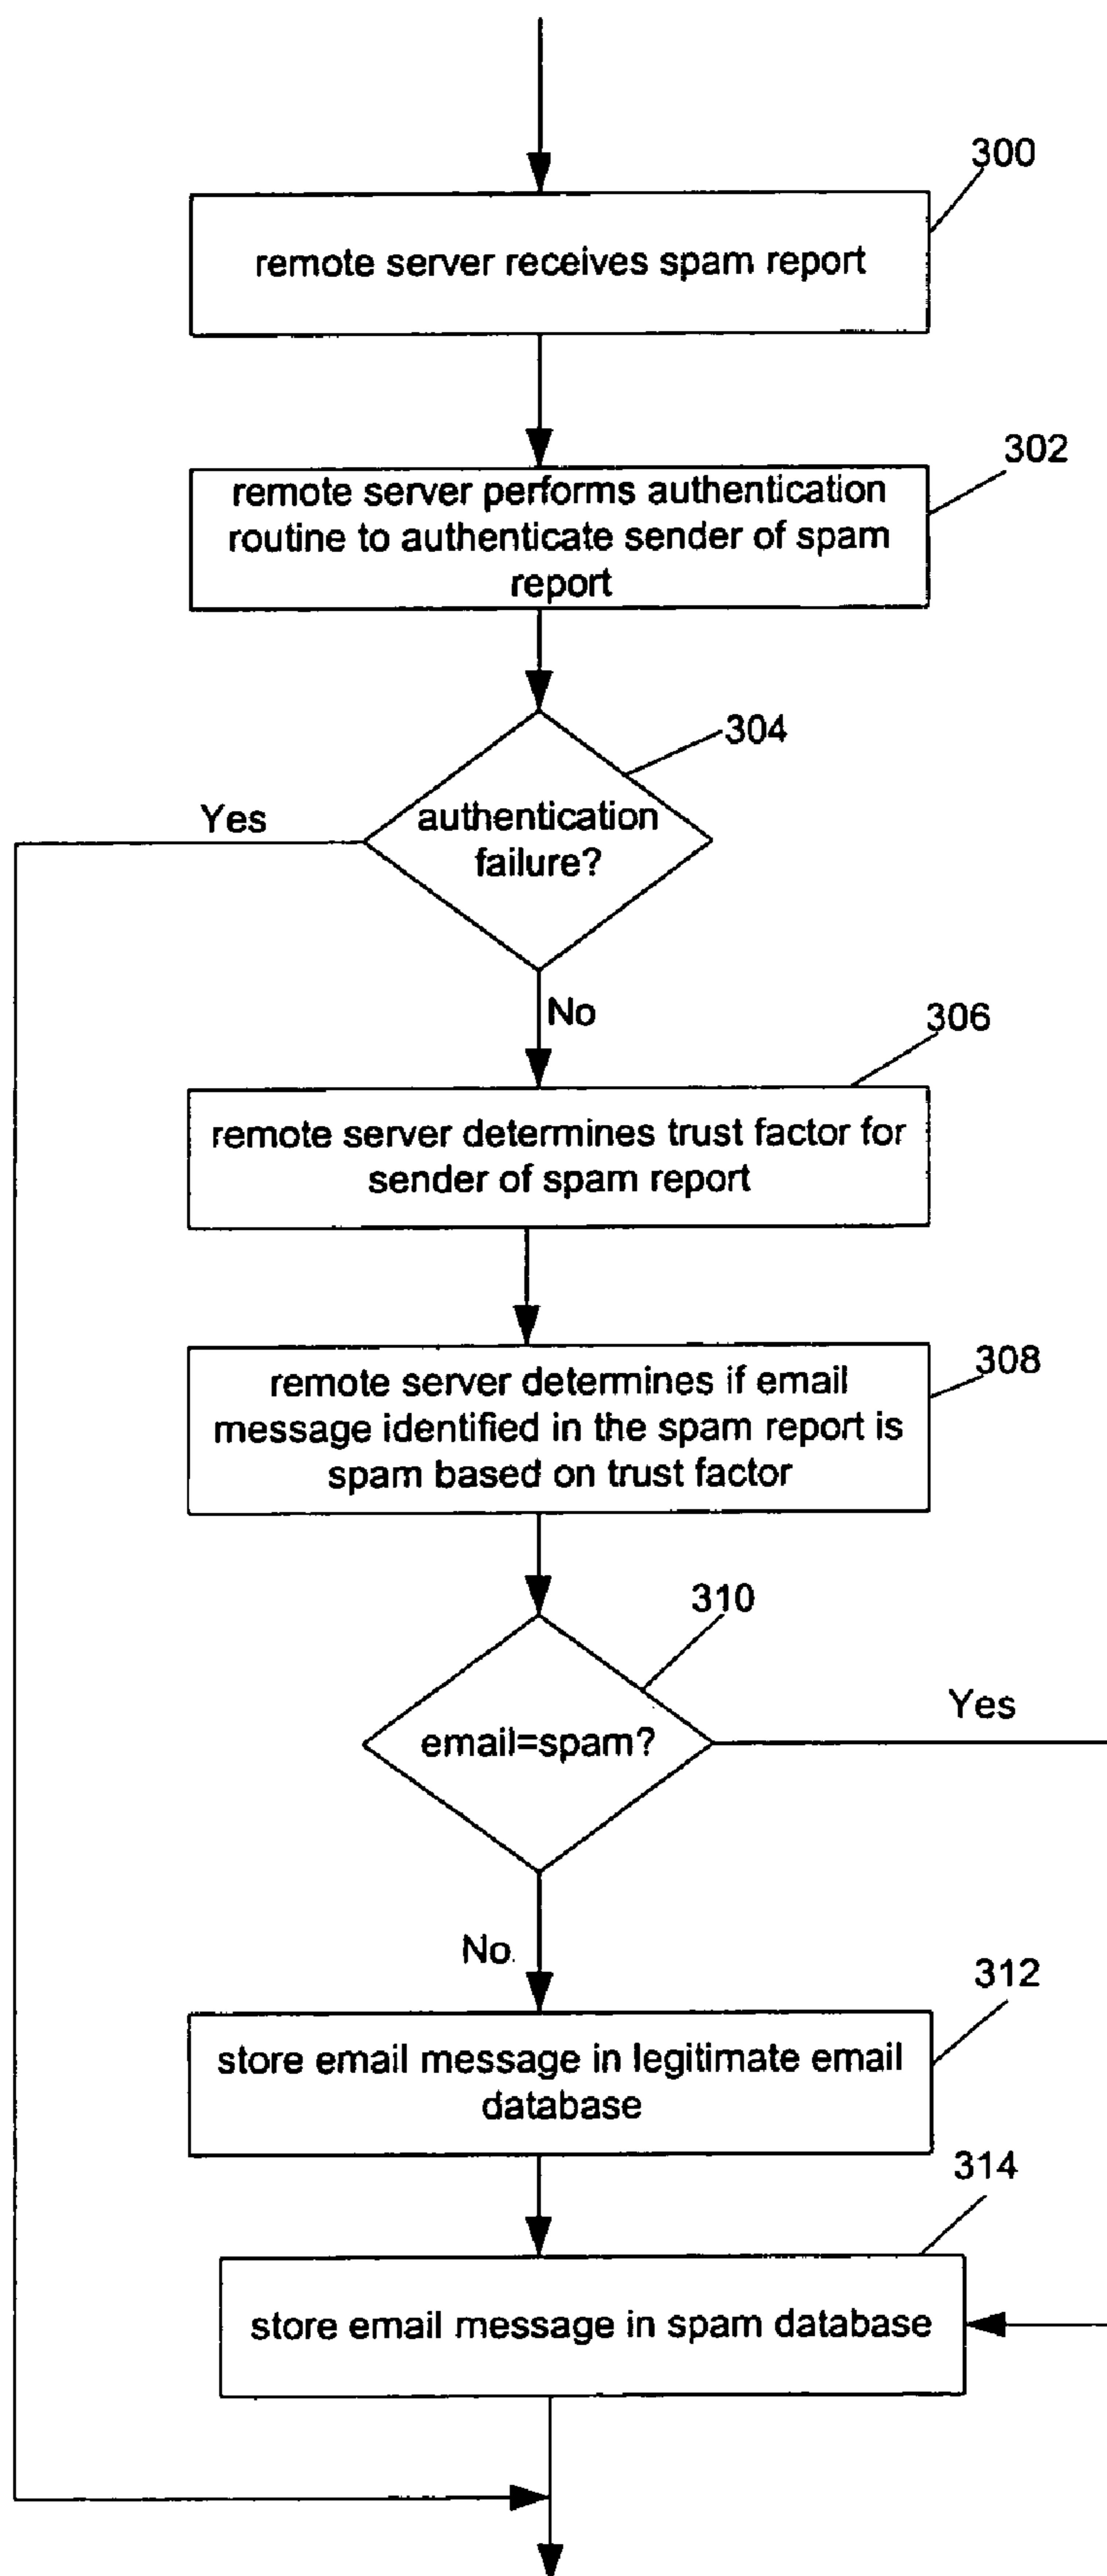 300
remote server receives spam report
302
remote server performs authentication
routine to authenticate sender of spam
report
304
Yes
authentication
failure?
No
306
remote server determines trust factor for
sender of spam report
308
remote server determines if email
message identified in the spam report is
spam based on trust factor
310
Yes
email=spam?
No
312
store email message in legitimate email
database
314
store email message in spam database